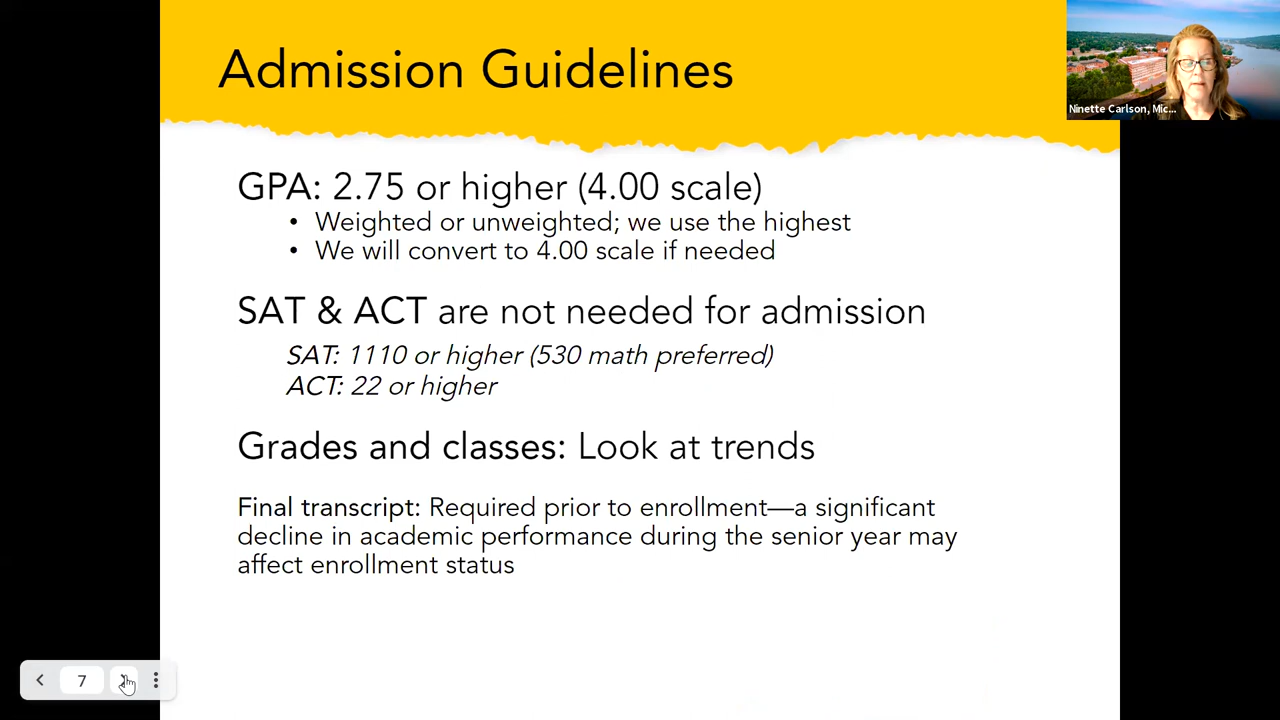 Admission Guidelines
Ninette Carlson, Mic...
GPA: 2.75 or higher (4.00 scale)
• Weighted or unweighted; we use the highest
• We will convert to 4.00 scale if needed
SAT & ACT are not needed for admission
SAT: 1110 or higher (530 math preferred)
ACT: 22 or higher
Grades and classes: Look at trends
Final transcript: Required prior to enrollment—a significant
decline in academic performance during the senior year may
affect enrollment status
7